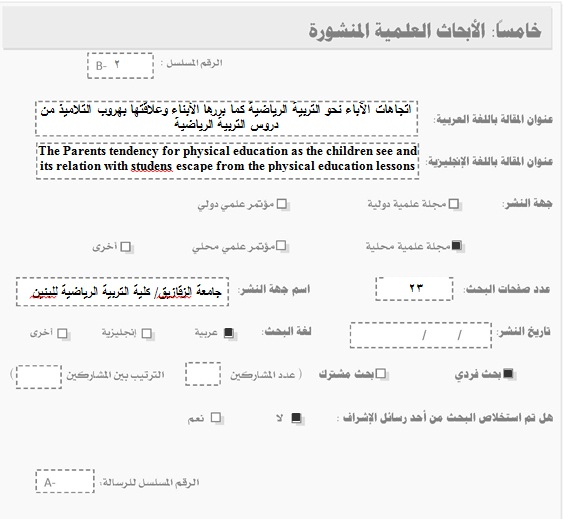 خامساً: الأبحاث العلمية المنشورة
الرقم المسلسل : B- ٢
عنوان المقالة باللغة العربية:
اتجاهات الآباء نحو التربية الرياضية كما يررها الأبناء وعلاقتها بهروب التلاميذ من
دروس التربية الرياضية
عنوان المقالة باللغة الإنجليزية:
The Parents tendency for physical education as the children see and
its relation with studens escape from the physical education lessons
جهة النشر: مجلة علمية دولية مؤتمر علمي دولي
مجلة علمية محلية مؤتمر علمي محلي أخرى
عدد صفحات البحث: ٢٣ اسم جهة النشر: جامعة الزقازيق/ كلية التربية الرياضية للبنين
تاريخ النشر: / / لغة البحث: عربية إنجليزية أخرى
بحث فردي بحث مشترك ( عدد المشاركين الترتيب بين المشاركين )
هل تم استخلاص البحث من أحد رسائل الإشراف : لا نعم
الرقم المسلسل للرسالة: A-